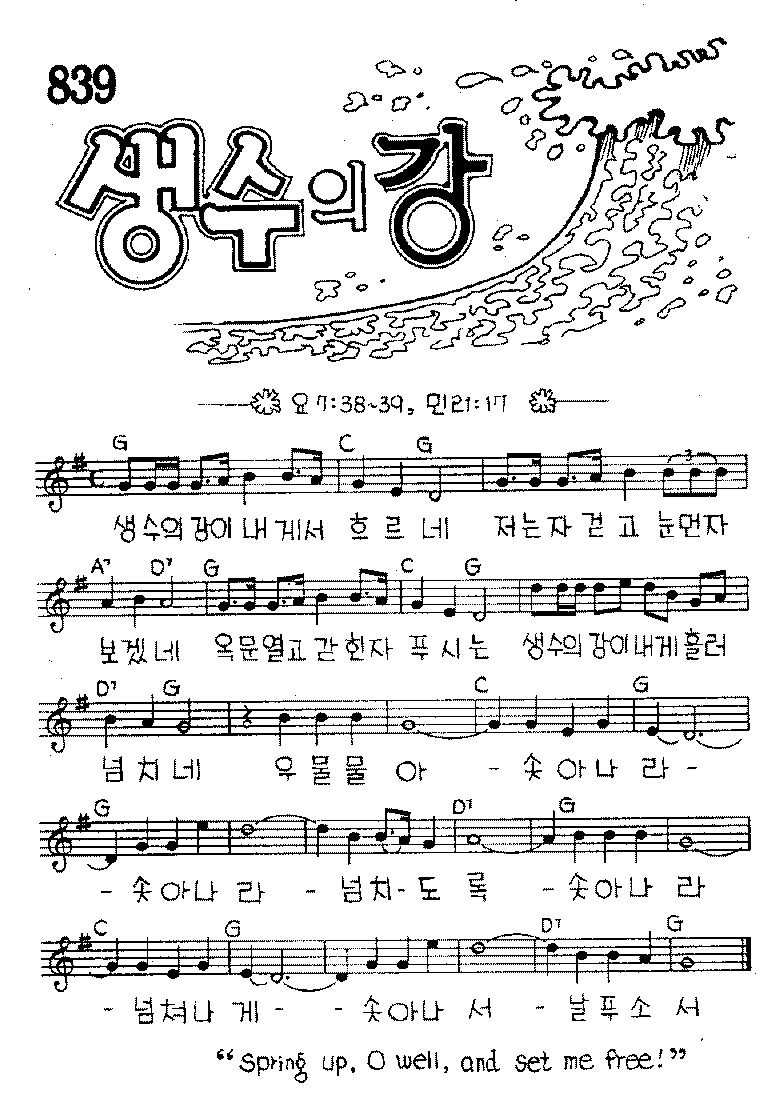 839
생수의 강
요 7:38~39, 민21:17
G C G
생수의 강이 내게서 흐르네 저는자 걷고 눈먼자
A7 D7 G C G
보겠네 옥문열고 갇힌자 푸시는 생수의 강이내게흘러
D7 G C G
넘치네 우물물아 - 솟아나라 -
G D7 G
- 솟아나라 - 넘치-도록 - 솟아나라
C G D7 G
- 넘쳐나게 - - 솟아나서 - 날푸소서
“Spring up, O well, and set me free!”